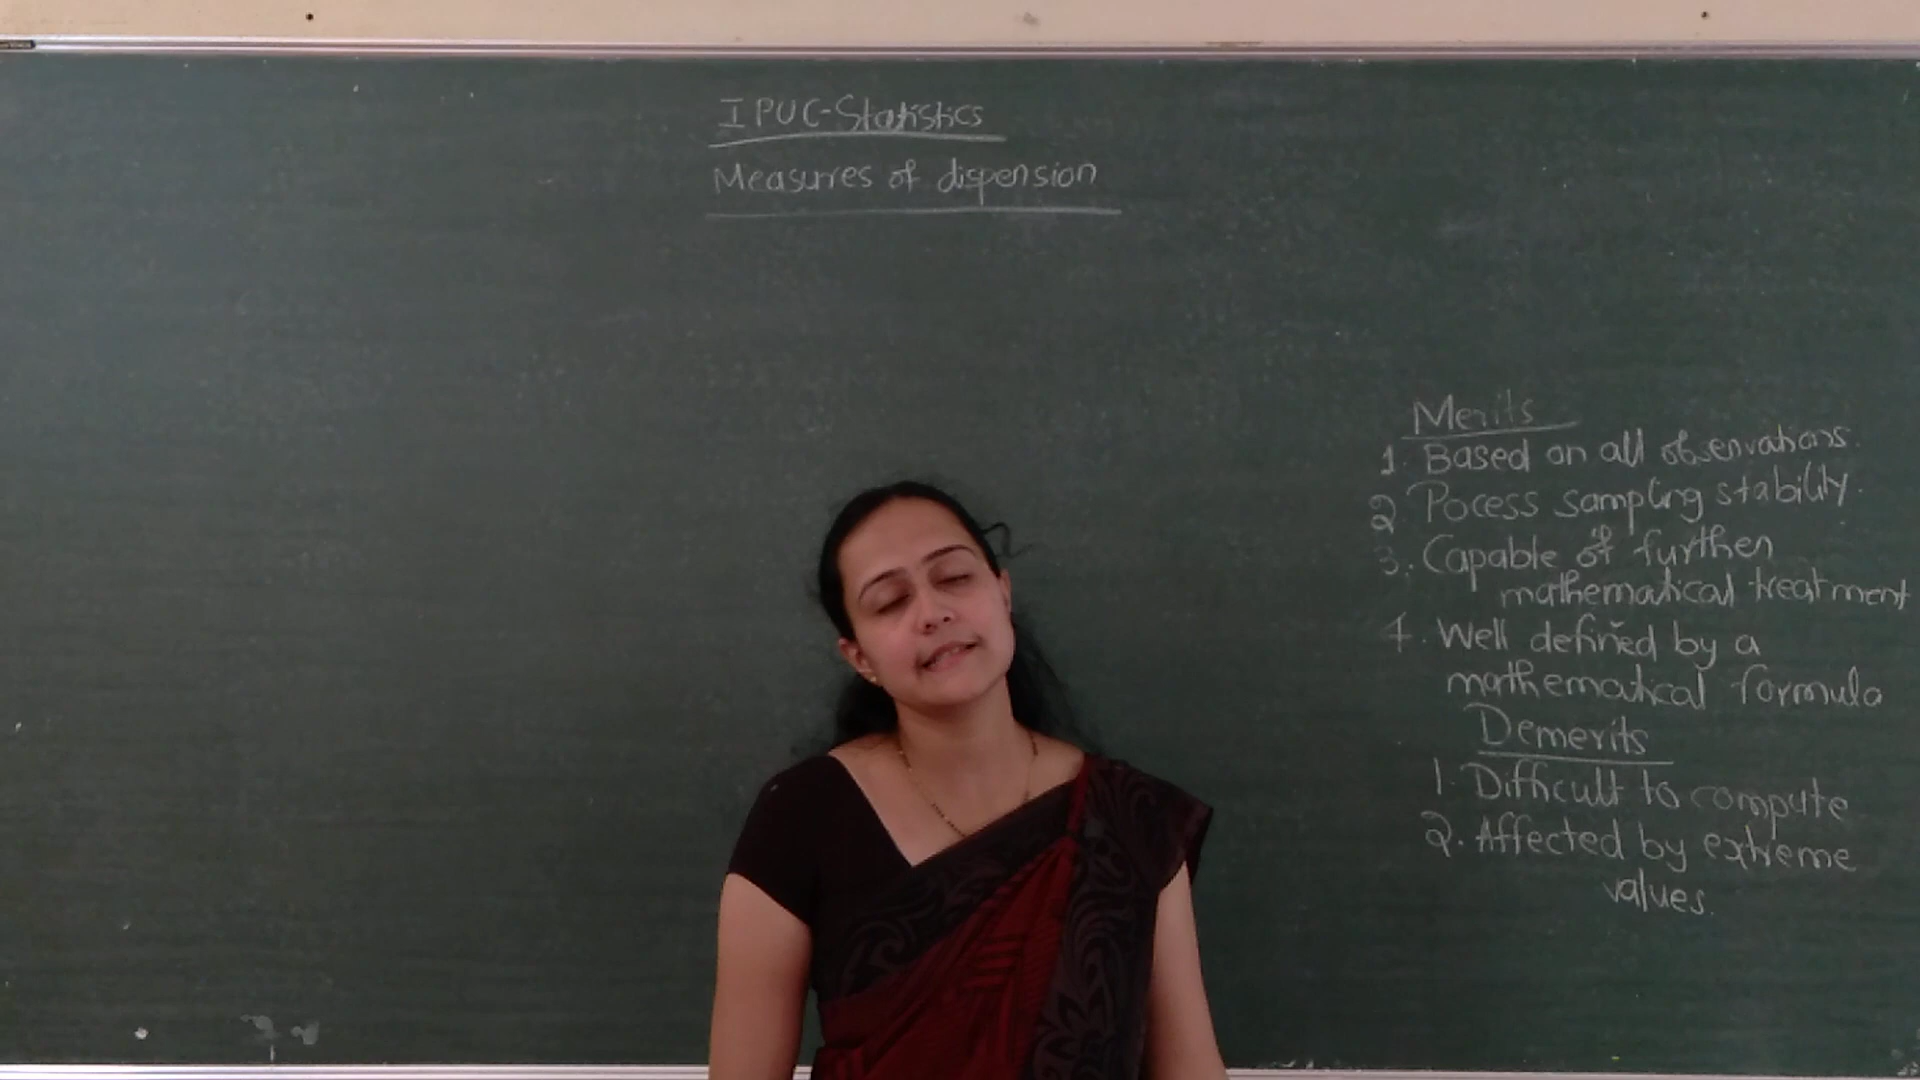 I PUC-Statistics
Measures of dispersion
Merits
1. Based on all observations.
2. Pocess sampling stability.
3. Capable of further
mathematical treatment
4. Well defined by a
mathematical formula
Demerits
1. Difficult to compute
2. Affected by extreme
values.